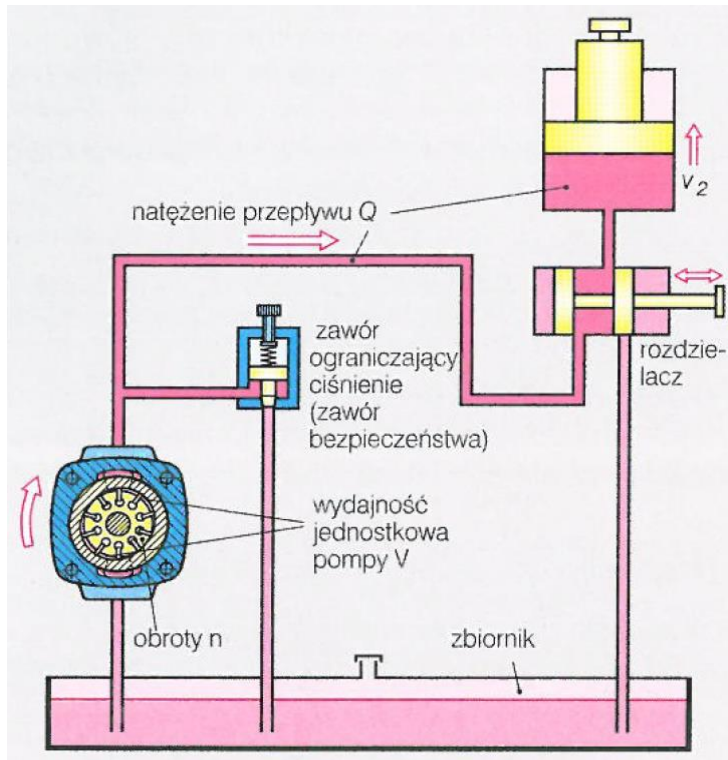 v₂
natężenie przepływu Q
zawór
ograniczający
ciśnienie
(zawór
bezpieczeństwa)
rozdzie-
lacz
wydajność
jednostkowa
pompy V
obroty n
zbiornik